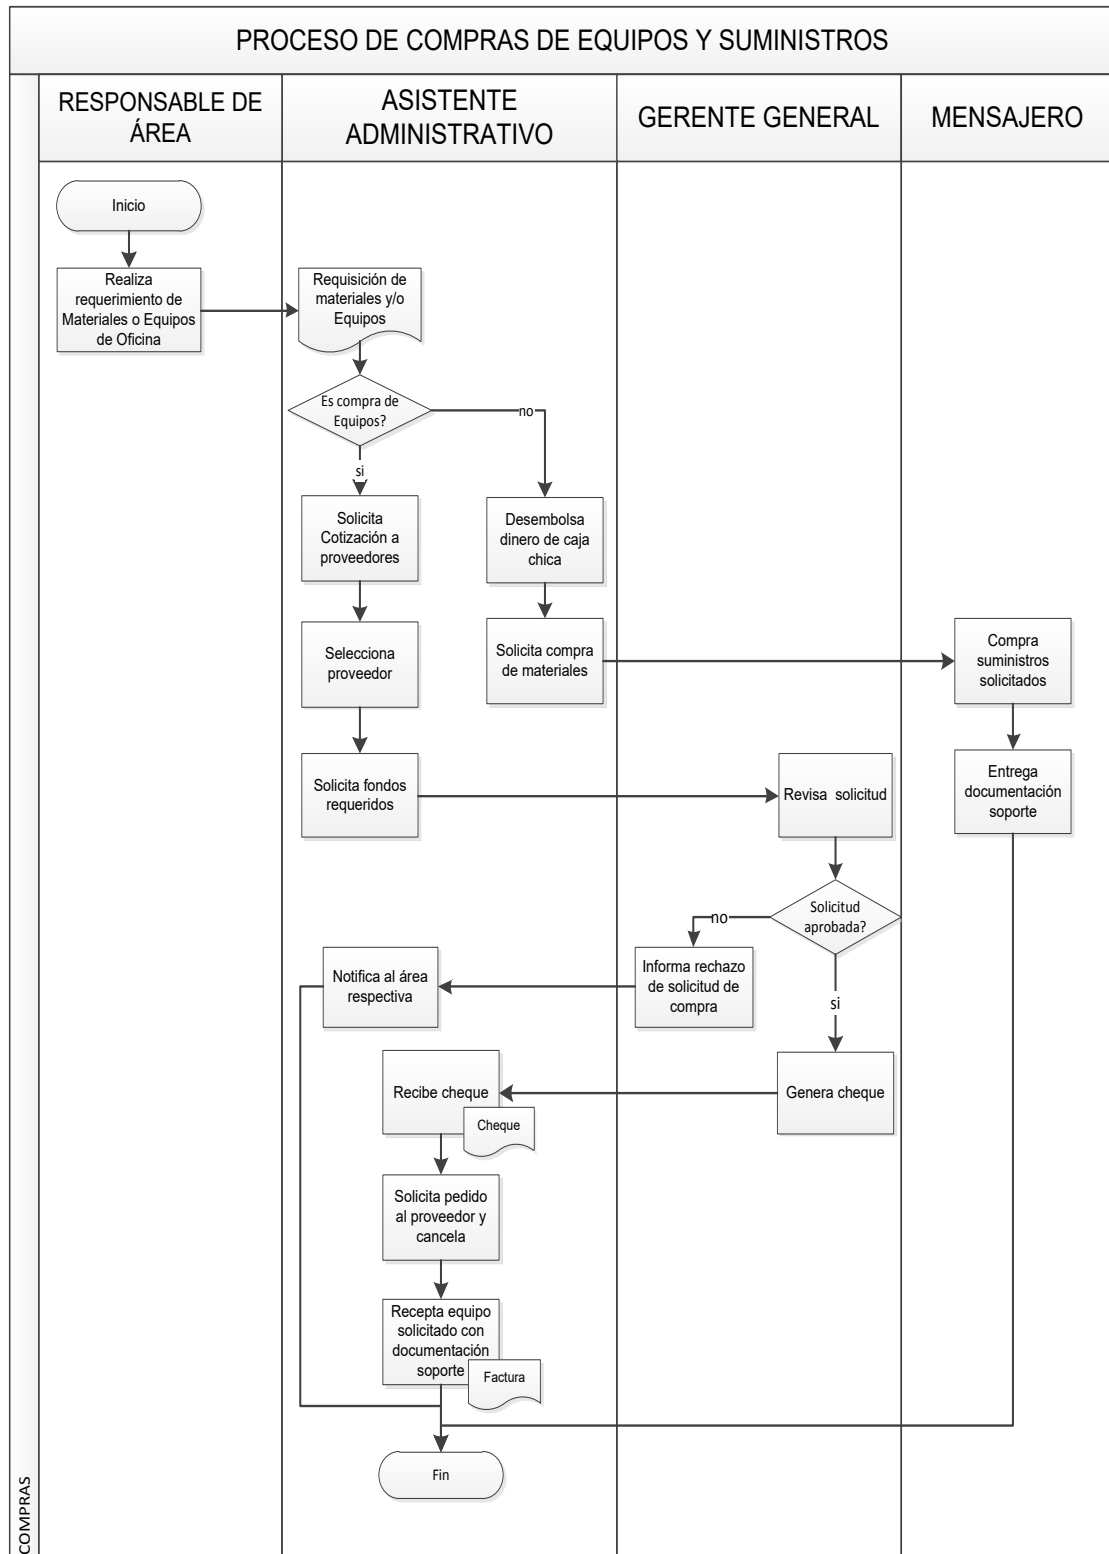 PROCESO DE COMPRAS DE EQUIPOS Y SUMINISTROS
RESPONSABLE DE
ÁREA
ASISTENTE
ADMINISTRATIVO
GERENTE GENERAL
MENSAJERO
Inicio
Realiza
requerimiento de
Materiales o Equipos
de Oficina
Requisición de
materiales y/o
Equipos
Es compra de
Equipos?
no
si
Solicita
Cotización a
proveedores
Desembolsa
dinero de caja
chica
Selecciona
proveedor
Solicita compra
de materiales
Compra
suministros
solicitados
Solicita fondos
requeridos
Revisa solicitud
Entrega
documentación
soporte
Solicitud
aprobada?
no
si
Informa rechazo
de solicitud de
compra
Notifica al área
respectiva
Genera cheque
Recibe cheque
Cheque
Solicita pedido
al proveedor y
cancela
Recepta equipo
solicitado con
documentación
soporte
Factura
Fin
COMPRAS